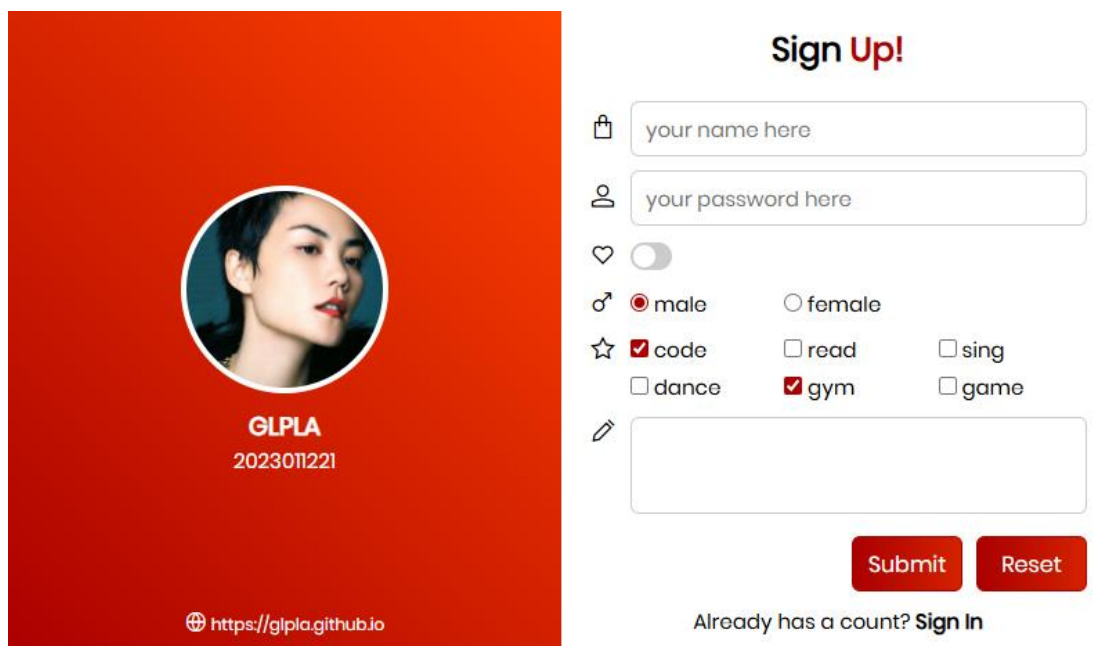 GLPLA
2023011221
https://glpla.github.io
Sign Up!
your name here
your password here
male female
code read sing
dance gym game
Submit Reset
Already has a count? Sign In